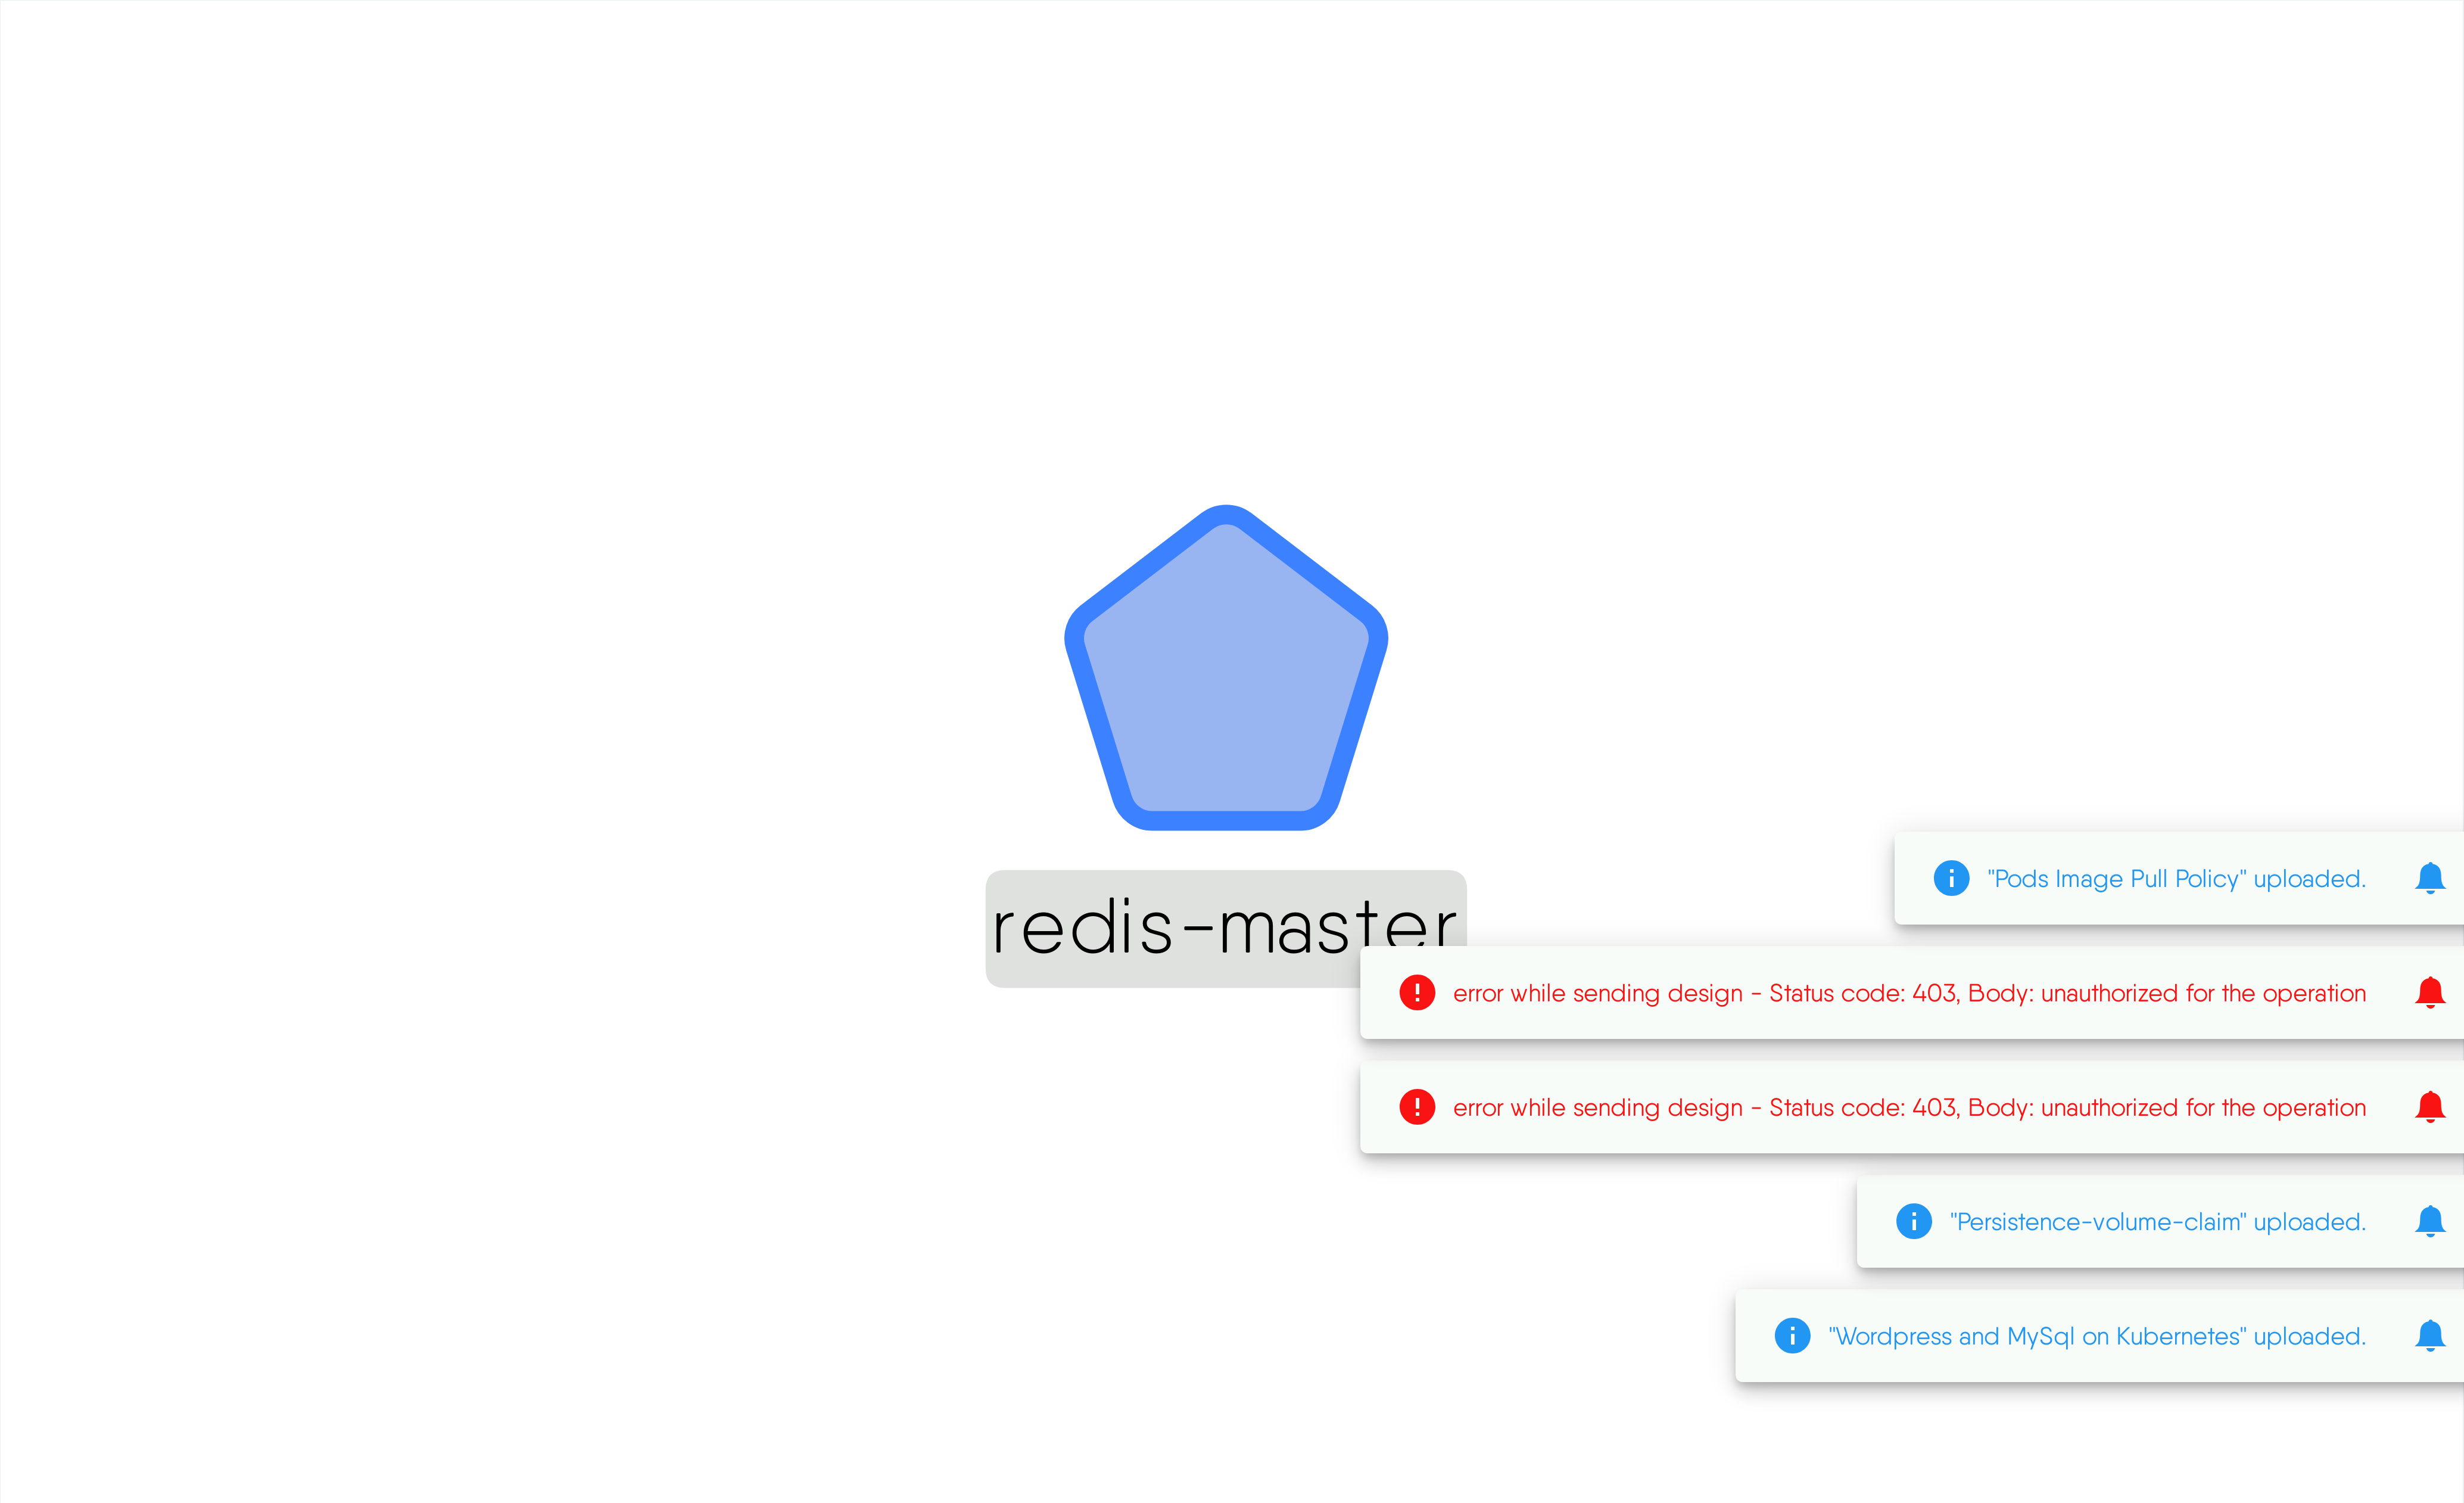 redis-master
"Pods Image Pull Policy" uploaded.
error while sending design - Status code: 403, Body: unauthorized for the operation
error while sending design - Status code: 403, Body: unauthorized for the operation
"Persistence-volume-claim" uploaded.
"Wordpress and MySql on Kubernetes" uploaded.